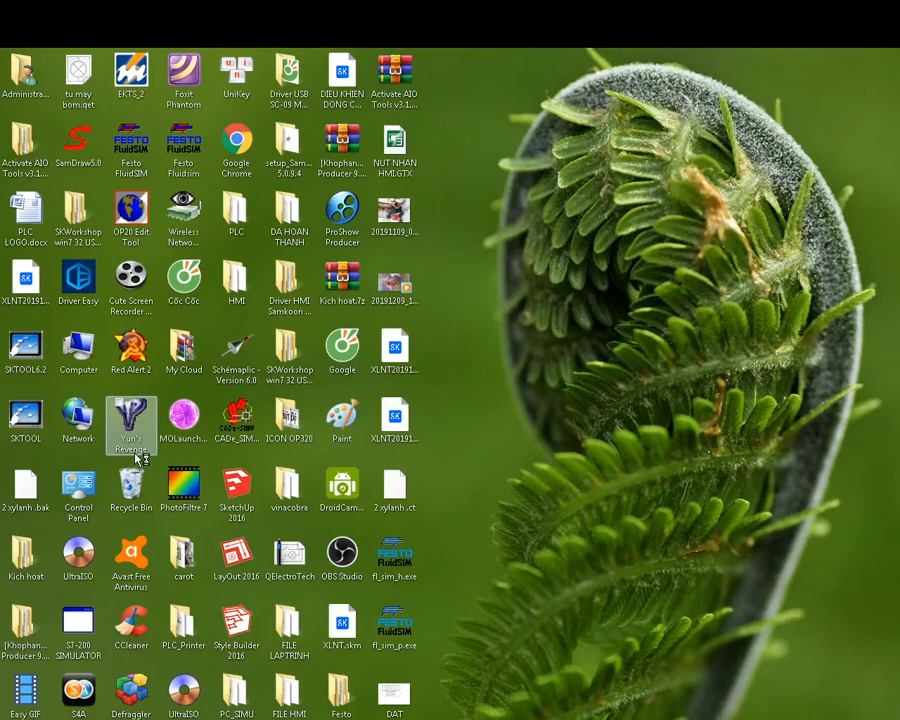 Administra...
tu may
bom.qet
EKTS_2
Foxit
Phantom
UniKey
Driver USB
SC-09 M...
DIEU KHIEN
DONG C...
Activate AIO
Tools v3.1....
Activate AIO
Tools v3.1....
SamDraw5.0
FESTO
Festo
FluidSIM
FESTO
Festo
Fluidsim
Google
Chrome
setup_Sam...
5.0.9.4
[Khophan...
Producer 9....
NUT NHAN
HMI.GTX
PLC
LOGO.docx
SKWorkshop
win7 32 US...
OP20 Edit
Tool
Wireless
Netwo...
PLC
DA HOAN
THANH
ProShow
Producer
20191109_0...
XLNT20191...
Driver Easy
Cute Screen
Recorder ...
Cốc Cốc
HMI
Driver HMI
Samkoon ...
Kich hoat.7z
20191209_1...
SKTOOL6.2
Computer
Red Alert 2
My Cloud
Schémaplic -
Version 6.0
SKWorkshop
win7 32 US...
Google
XLNT20191...
SKTOOL
Network
Yuri's
Revenge
MOLaunch...
CADe_SIM...
ICON OP320
Paint
XLNT20191...
2 xylanh .bak
Control
Panel
Recycle Bin
PhotoFiltre 7
SketchUp
2016
vinacobra
DroidCam...
2 xylanh .ct
Kich hoat
UltraISO
Avast Free
Antivirus
carot
LayOut 2016
QElectroTech
OBS Studio
FESTO
FluidSIM
fl_sim_h.exe
[Khophan...
Producer 9....
S7-200
SIMULATOR
CCleaner
PLC_Printer
Style Builder
2016
FILE
LAPTRINH
XLNT.skm
FESTO
FluidSIM
fl_sim_p.exe
Easy GIF
S4A
Defraggler
UltraISO
PC_SIMU
FILE HMI
Festo
DAT